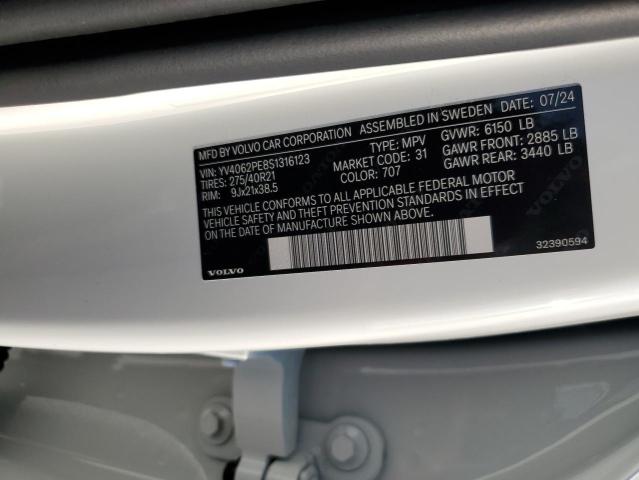 MFD BY VOLVO CAR CORPORATION ASSEMBLED IN SWEDEN DATE: 07/24
VIN: YV4062PE8S1316123 TYPE: MPV GVWR: 6150 LB
TIRES: 275/40R21 MARKET CODE: 31 GAWR FRONT: 2885 LB
RIM: 9Jx21x38.5 COLOR: 707 GAWR REAR: 3440 LB
THIS VEHICLE CONFORMS TO ALL APPLICABLE FEDERAL MOTOR
VEHICLE SAFETY AND THEFT PREVENTION STANDARDS IN EFFECT
ON THE DATE OF MANUFACTURE SHOWN ABOVE.
VOLVO 32390594